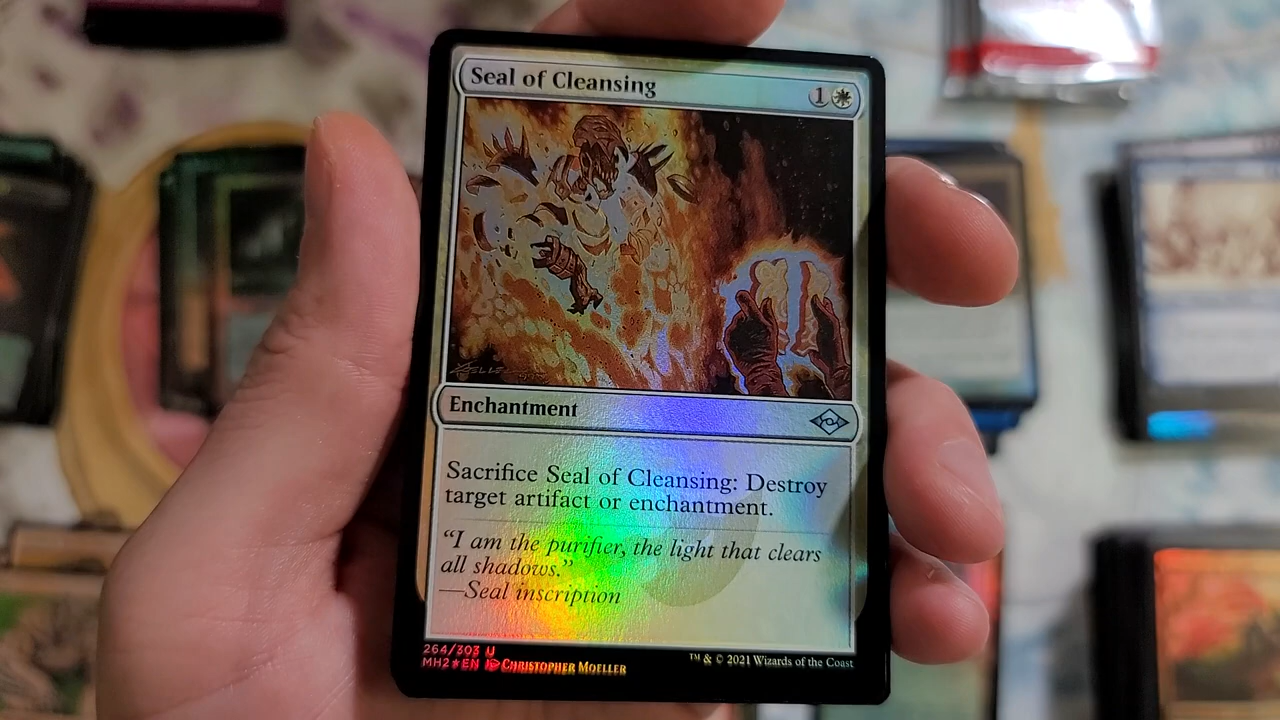 Seal of Cleansing
1
Enchantment
Sacrifice Seal of Cleansing: Destroy
target artifact or enchantment.
“I am the purifier, the light that clears
all shadows.”
—Seal inscription
264/303 U
MH2★EN CHRISTOPHER MOELLER
™ & © 2021 Wizards of the Coast